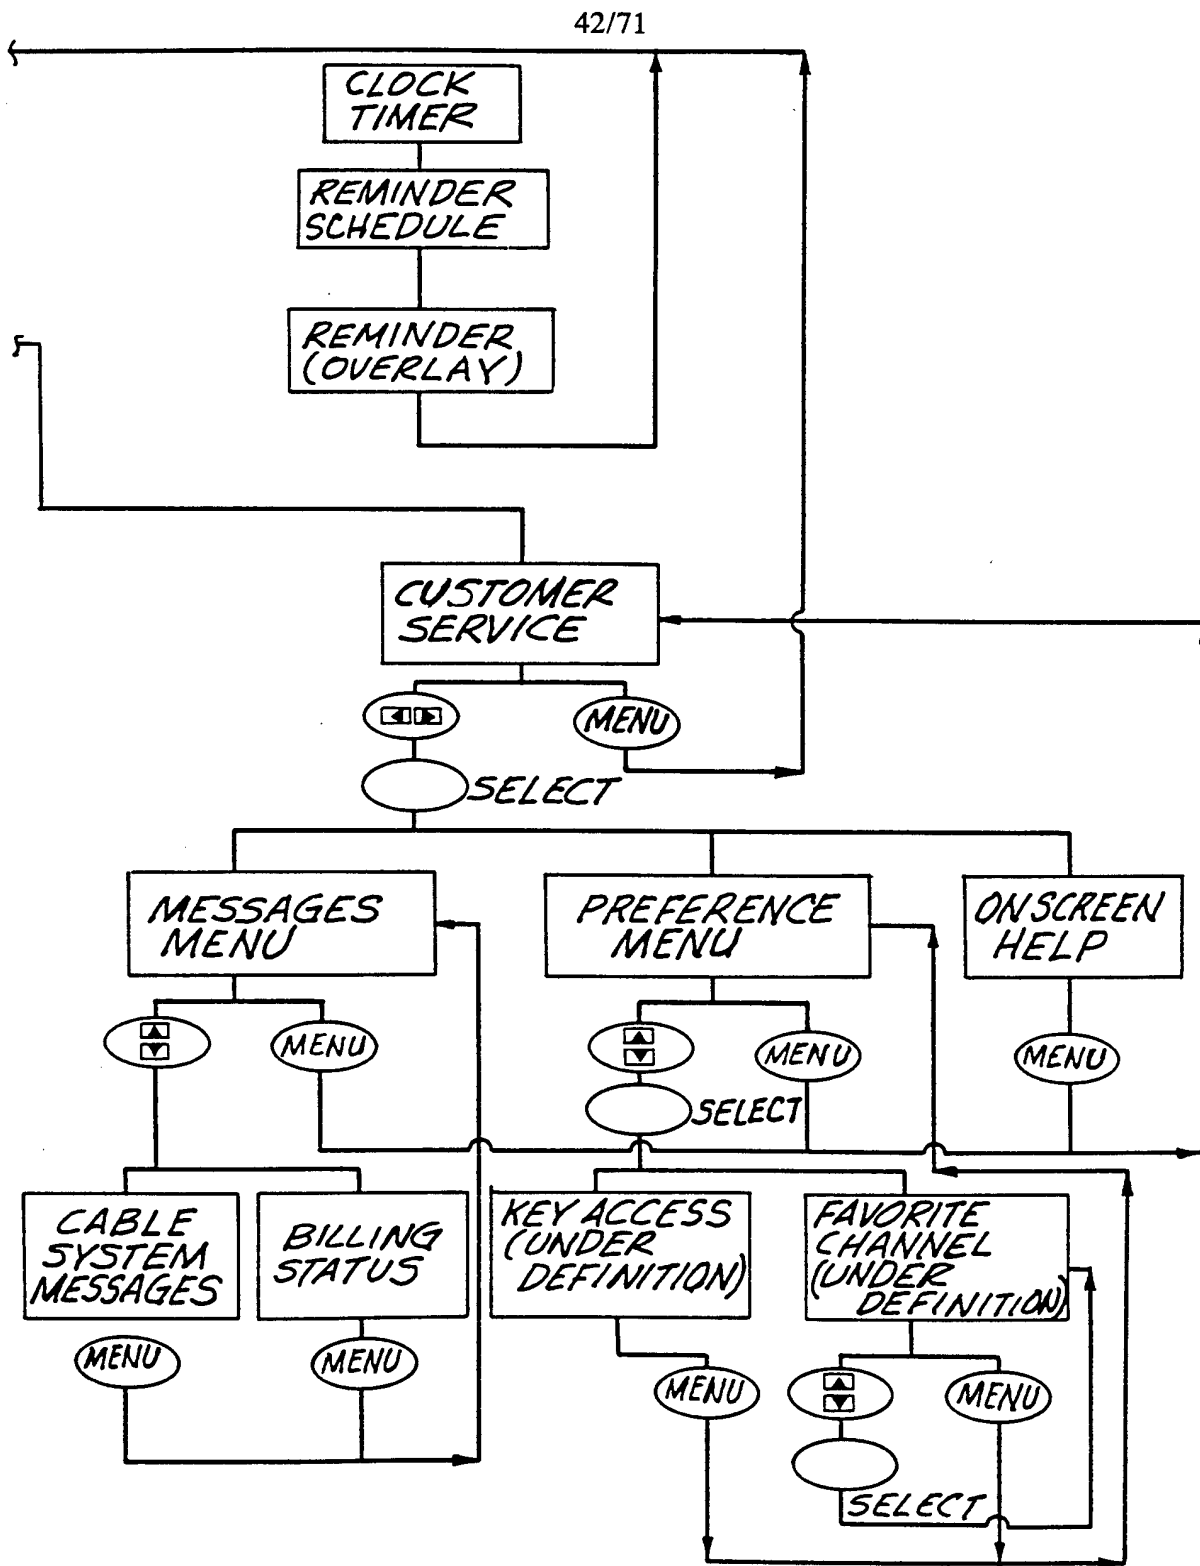 42/71
CLOCK
TIMER
REMINDER
SCHEDULE
REMINDER
(OVERLAY)
CUSTOMER
SERVICE
MENU
SELECT
MESSAGES
MENU
PREFERENCE
MENU
ONSCREEN
HELP
MENU
MENU
MENU
SELECT
CABLE
SYSTEM
MESSAGES
BILLING
STATUS
KEY ACCESS
(UNDER
DEFINITION)
FAVORITE
CHANNEL
(UNDER
DEFINITION)
MENU
MENU
MENU
MENU
SELECT